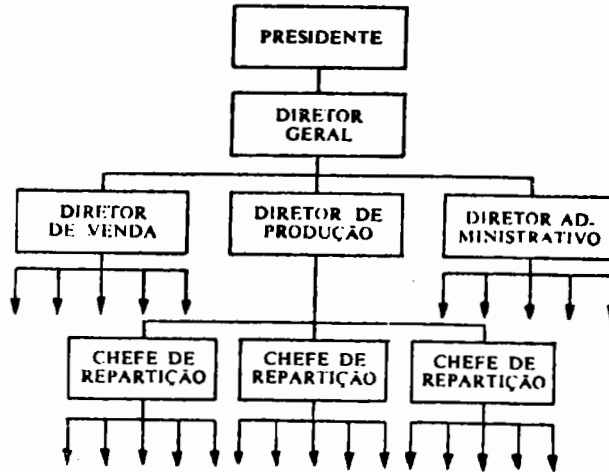 PRESIDENTE
DIRETOR
GERAL
DIRETOR
DE VENDA
DIRETOR DE
PRODUÇÃO
DIRETOR AD-
MINISTRATIVO
CHEFE DE
REPARTIÇÃO
CHEFE DE
REPARTIÇÃO
CHEFE DE
REPARTIÇÃO